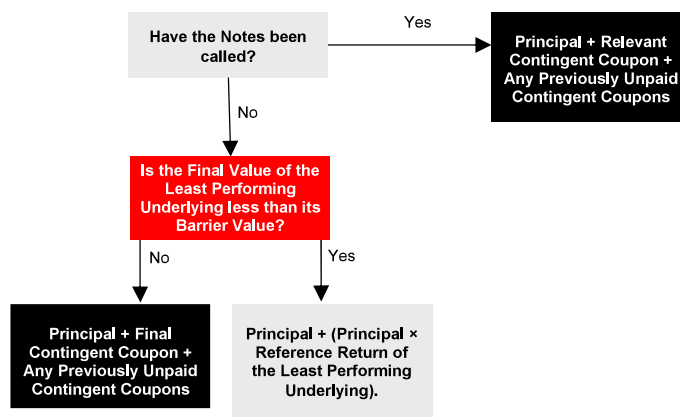 Have the Notes been
called?
Yes
Principal + Relevant
Contingent Coupon +
Any Previously Unpaid
Contingent Coupons
No
Is the Final Value of the
Least Performing
Underlying less than its
Barrier Value?
No
Yes
Principal + Final
Contingent Coupon +
Any Previously Unpaid
Contingent Coupons
Principal + (Principal ×
Reference Return of
the Least Performing
Underlying).